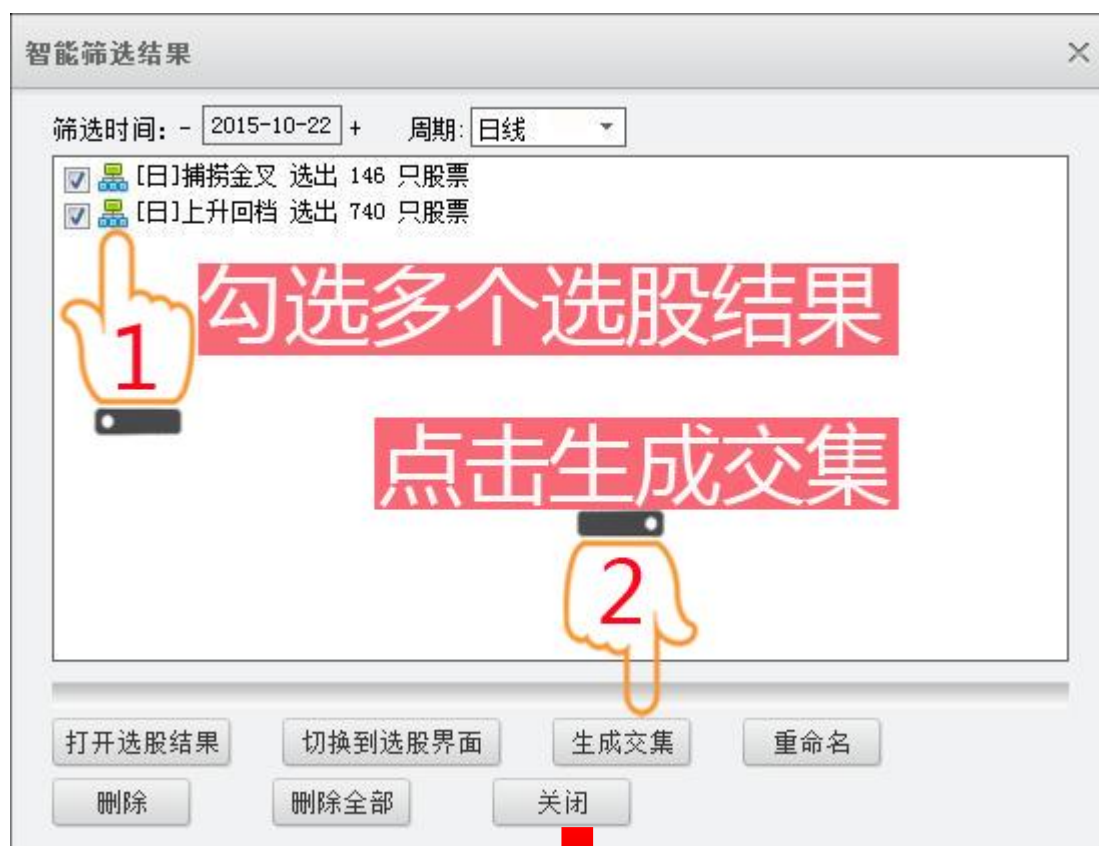 智能筛选结果
筛选时间: - 2015-10-22 + 周期: 日线
[日]捕捞金叉 选出 146 只股票
[日]上升回档 选出 740 只股票
勾选多个选股结果
1
点击生成交集
2
打开选股结果 切换到选股界面 生成交集 重命名
删除 删除全部 关闭